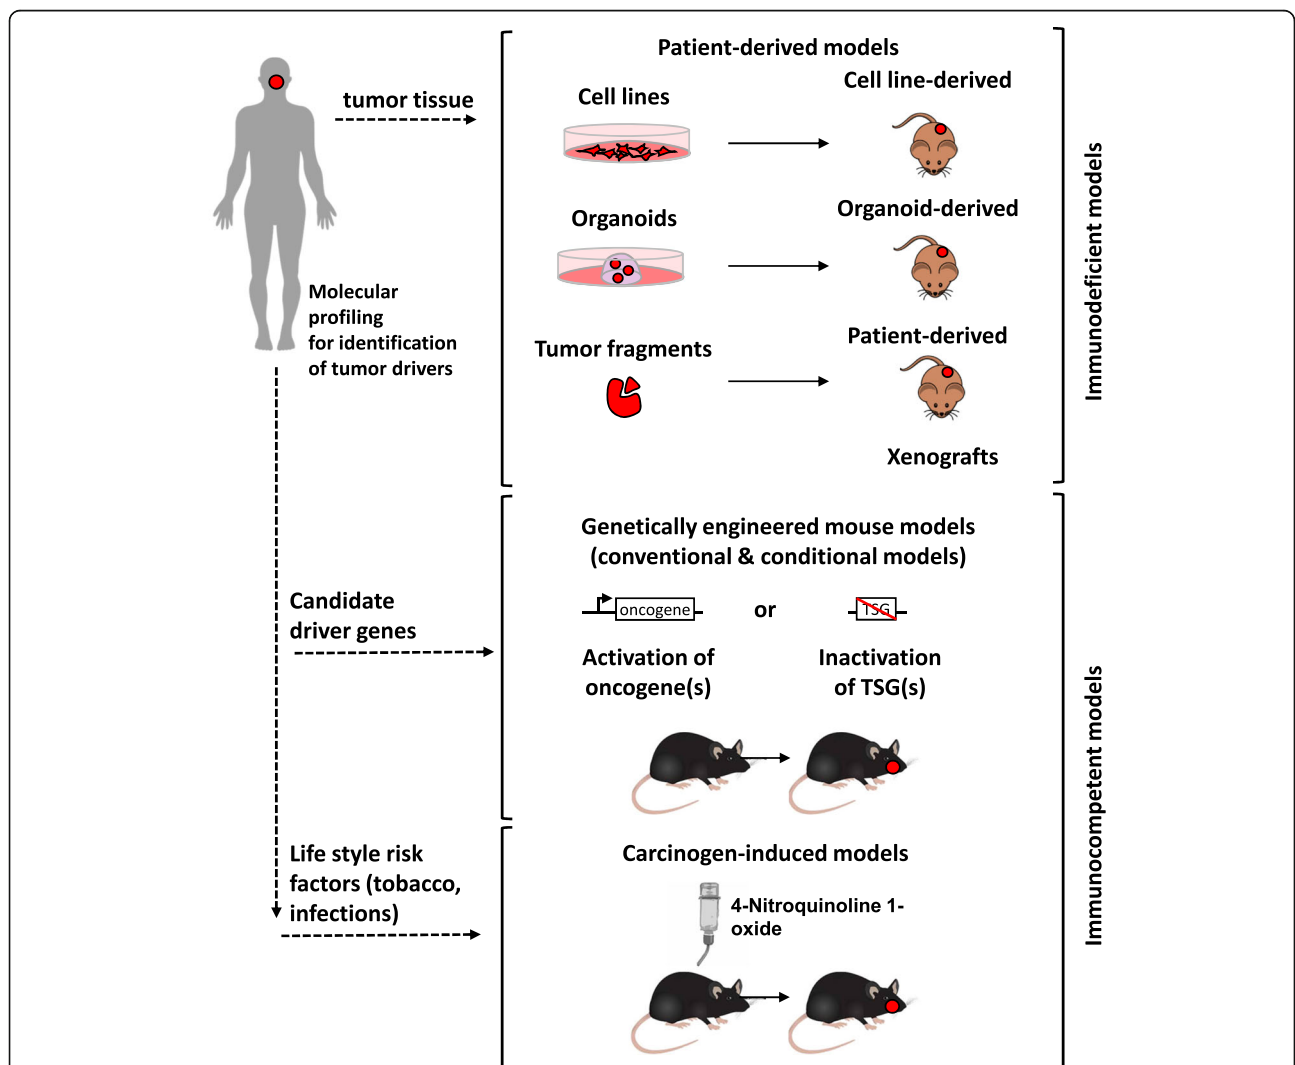 Patient-derived models
tumor tissue
Cell lines
Cell line-derived
Organoids
Organoid-derived
Tumor fragments
Patient-derived
Xenografts
Immunodeficient models
Molecular
profiling
for identification
of tumor drivers
Genetically engineered mouse models
(conventional & conditional models)
Candidate
driver genes
oncogene
or
TSG
Activation of
oncogene(s)
Inactivation
of TSG(s)
Immunocompetent models
Life style risk
factors (tobacco,
infections)
Carcinogen-induced models
4-Nitroquinoline 1-
oxide